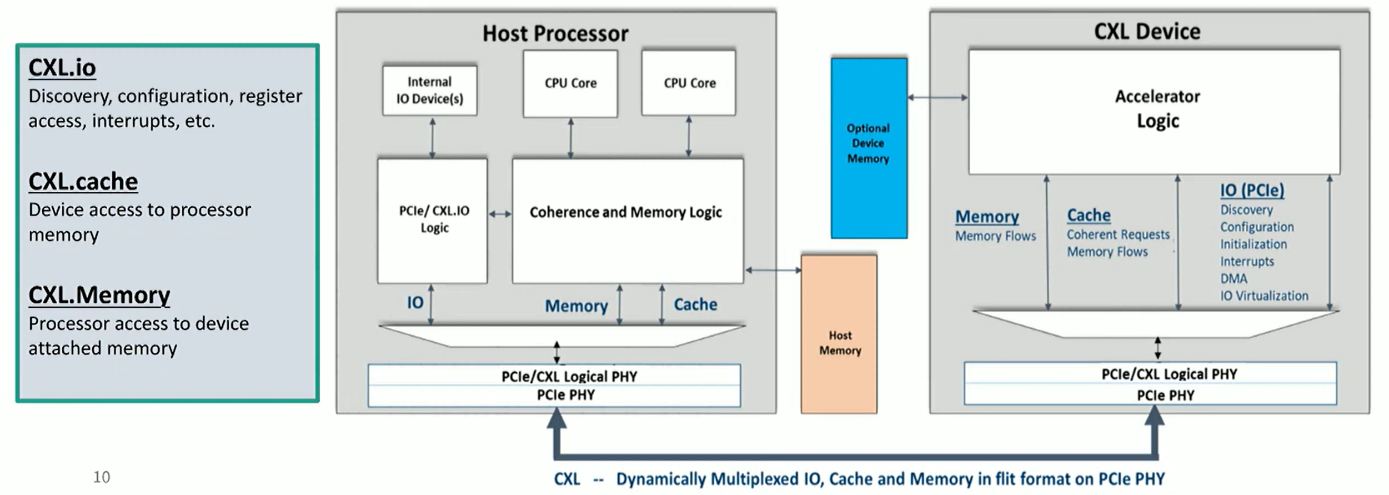 CXL.io
Discovery, configuration, register
access, interrupts, etc.
CXL.cache
Device access to processor
memory
CXL.Memory
Processor access to device
attached memory
10
Host Processor
Internal
IO Device(s)
CPU Core
CPU Core
PCIe/ CXL.IO
Logic
Coherence and Memory Logic
IO
Memory
Cache
PCIe/CXL Logical PHY
PCIe PHY
Optional
Device
Memory
Host
Memory
CXL Device
Accelerator
Logic
Memory
Memory Flows
Cache
Coherent Requests
Memory Flows
IO (PCIe)
Discovery
Configuration
Initialization
Interrupts
DMA
IO Virtualization
PCIe/CXL Logical PHY
PCIe PHY
CXL -- Dynamically Multiplexed IO, Cache and Memory in flit format on PCIe PHY